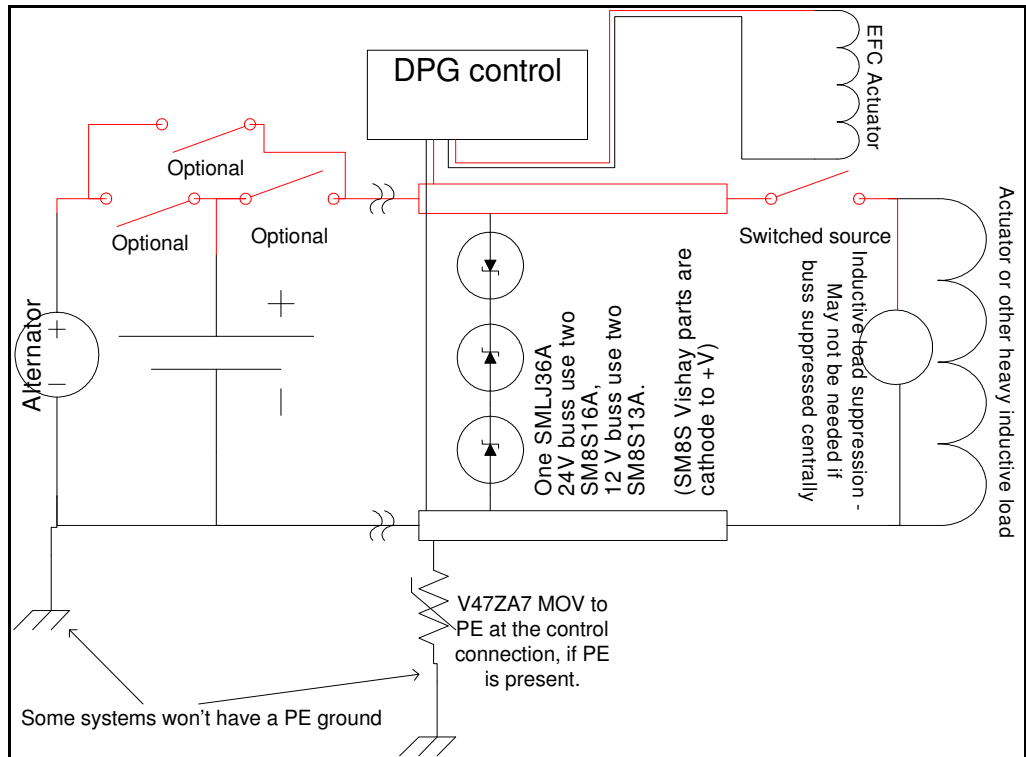 DPG control
EFC Actuator
Optional
Optional
Optional
Switched source
Alternator
+
−
+
−
One SMLJ36A
24V buss use two
SM8S16A,
12 V buss use two
SM8S13A.
(SM8S Vishay parts are
cathode to +V)
Inductive load suppression -
May not be needed if
buss suppressed centrally
Actuator or other heavy inductive load
V47ZA7 MOV to
PE at the control
connection, if PE
is present.
Some systems won't have a PE ground